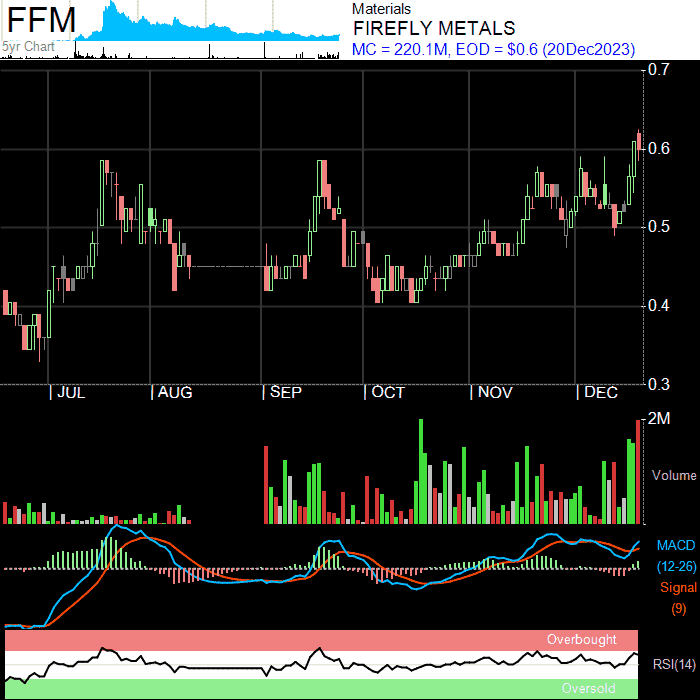 FFM
5yr Chart
Materials
FIREFLY METALS
MC = 220.1M, EOD = $0.6 (20Dec2023)
0.7
0.6
0.5
0.4
0.3
| JUL | AUG | SEP | OCT | NOV | DEC
2M
Volume
MACD
(12-26)
Signal
(9)
Overbought
RSI(14)
Oversold